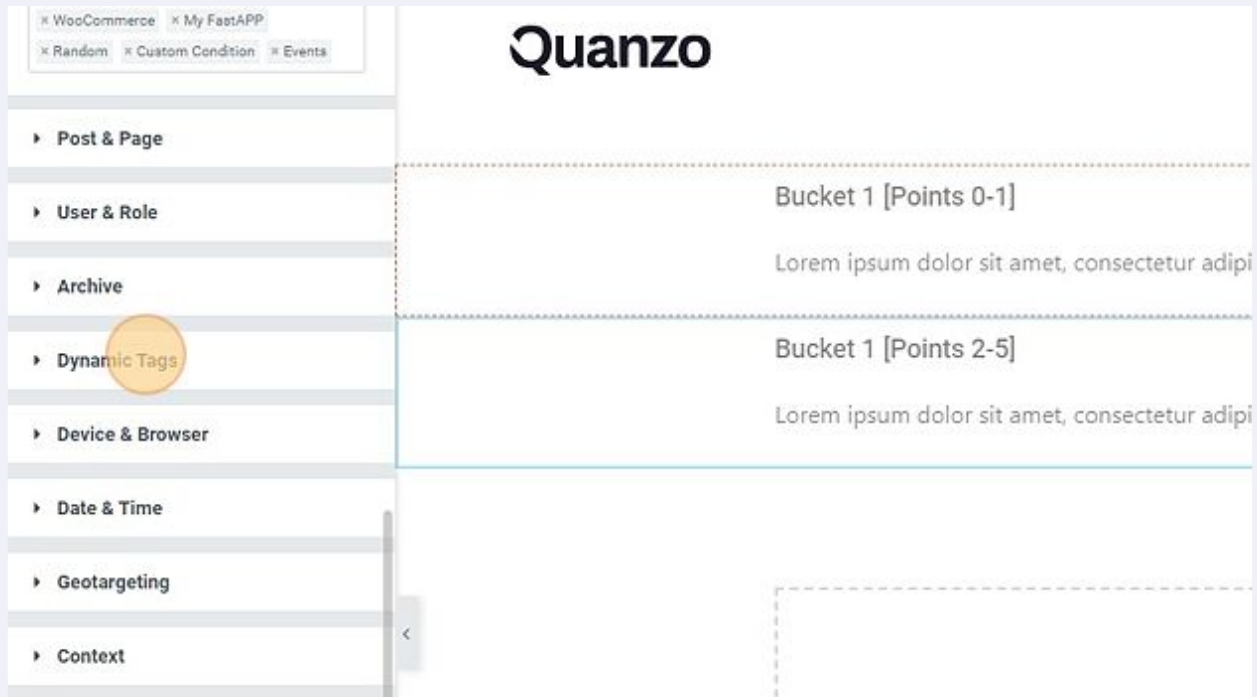 × WooCommerce × My FastAPP
× Random × Custom Condition × Events
Post & Page
User & Role
Archive
Dynamic Tags
Device & Browser
Date & Time
Geotargeting
Context
Quanzo
Bucket 1 [Points 0-1]
Lorem ipsum dolor sit amet, consectetur adipi
Bucket 1 [Points 2-5]
Lorem ipsum dolor sit amet, consectetur adipi